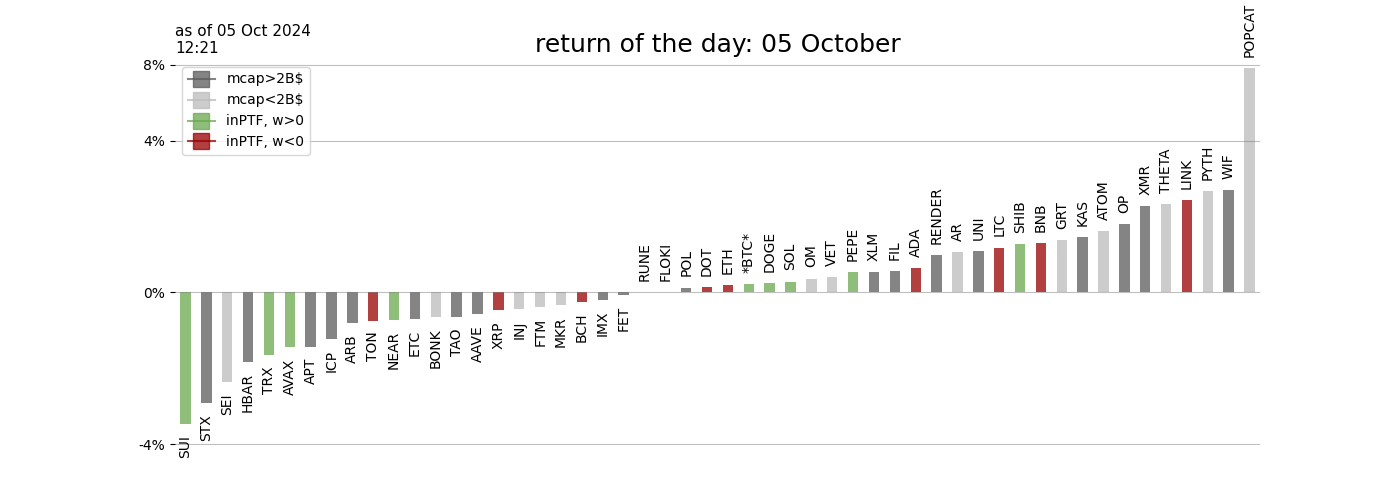 as of 05 Oct 2024
12:21
return of the day: 05 October
8%
4%
0%
-4%
mcap>2B$
mcap<2B$
inPTF, w>0
inPTF, w<0
SUI
STX
SEI
HBAR
TRX
AVAX
APT
ICP
ARB
TON
NEAR
ETC
BONK
TAO
AAVE
XRP
INJ
FTM
MKR
BCH
IMX
FET
RUNE
FLOKI
POL
DOT
ETH
*BTC*
DOGE
SOL
OM
VET
PEPE
XLM
FIL
ADA
RENDER
AR
UNI
LTC
SHIB
BNB
GRT
KAS
ATOM
OP
XMR
THETA
LINK
PYTH
WIF
POPCAT